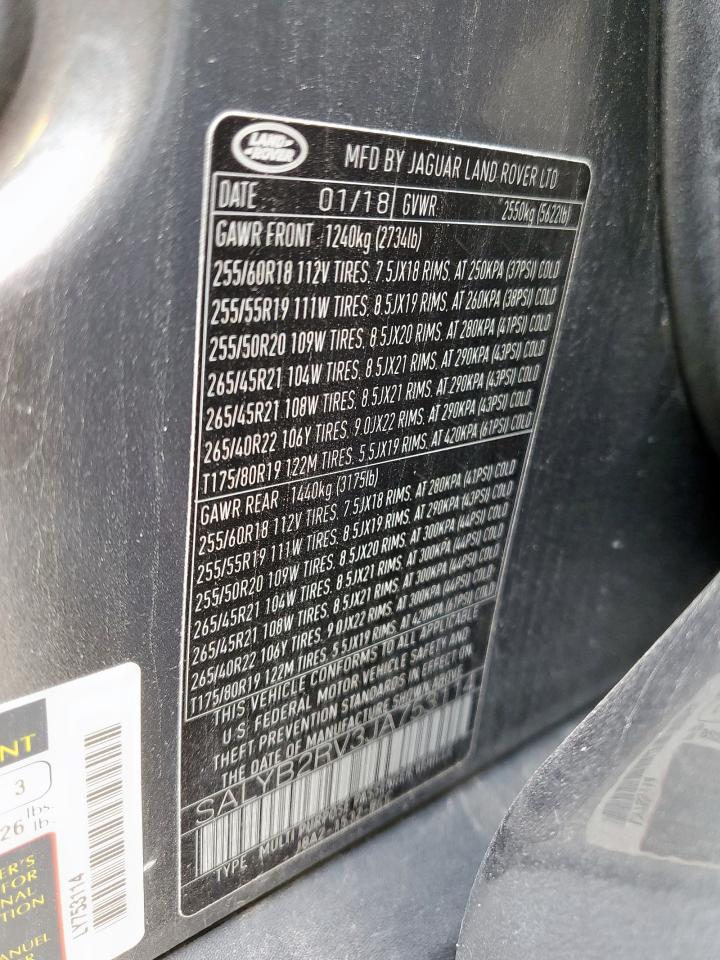 LAND ROVER
MFD BY JAGUAR LAND ROVER LTD
DATE 01/18 GVWR 2550kg (5622lb)
GAWR FRONT 1240kg (2734lb)
255/60R18 112V TIRES, 7.5JX18 RIMS, AT 250KPA (37PSI) COLD
255/55R19 111W TIRES, 8.5JX19 RIMS, AT 260KPA (38PSI) COLD
255/50R20 109W TIRES, 8.5JX20 RIMS, AT 280KPA (41PSI) COLD
265/45R21 104W TIRES, 8.5JX21 RIMS, AT 290KPA (43PSI) COLD
265/45R21 108W TIRES, 8.5JX21 RIMS, AT 290KPA (43PSI) COLD
265/40R22 106Y TIRES, 9.0JX22 RIMS, AT 290KPA (43PSI) COLD
T175/80R19 122M TIRES, 5.5JX19 RIMS, AT 420KPA (61PSI) COLD
GAWR REAR 1440kg (3175lb)
255/60R18 112V TIRES, 7.5JX18 RIMS, AT 280KPA (41PSI) COLD
255/55R19 111W TIRES, 8.5JX19 RIMS, AT 290KPA (43PSI) COLD
255/50R20 109W TIRES, 8.5JX20 RIMS, AT 300KPA (44PSI) COLD
265/45R21 104W TIRES, 8.5JX21 RIMS, AT 300KPA (44PSI) COLD
265/45R21 108W TIRES, 8.5JX21 RIMS, AT 300KPA (44PSI) COLD
265/40R22 106Y TIRES, 9.0JX22 RIMS, AT 300KPA (44PSI) COLD
T175/80R19 122M TIRES, 5.5JX19 RIMS, AT 420KPA (61PSI) COLD
THIS VEHICLE CONFORMS TO ALL APPLICABLE
U.S. FEDERAL MOTOR VEHICLE SAFETY AND
THEFT PREVENTION STANDARDS IN EFFECT ON
THE DATE OF MANUFACTURE SHOWN ABOVE
SALYB2RV3JA753114
TYPE MULTI PURPOSE
NT
3
26 lbs.
lb.
ER'S
FOR
NAL
TION
ANUEL
R
LY753114